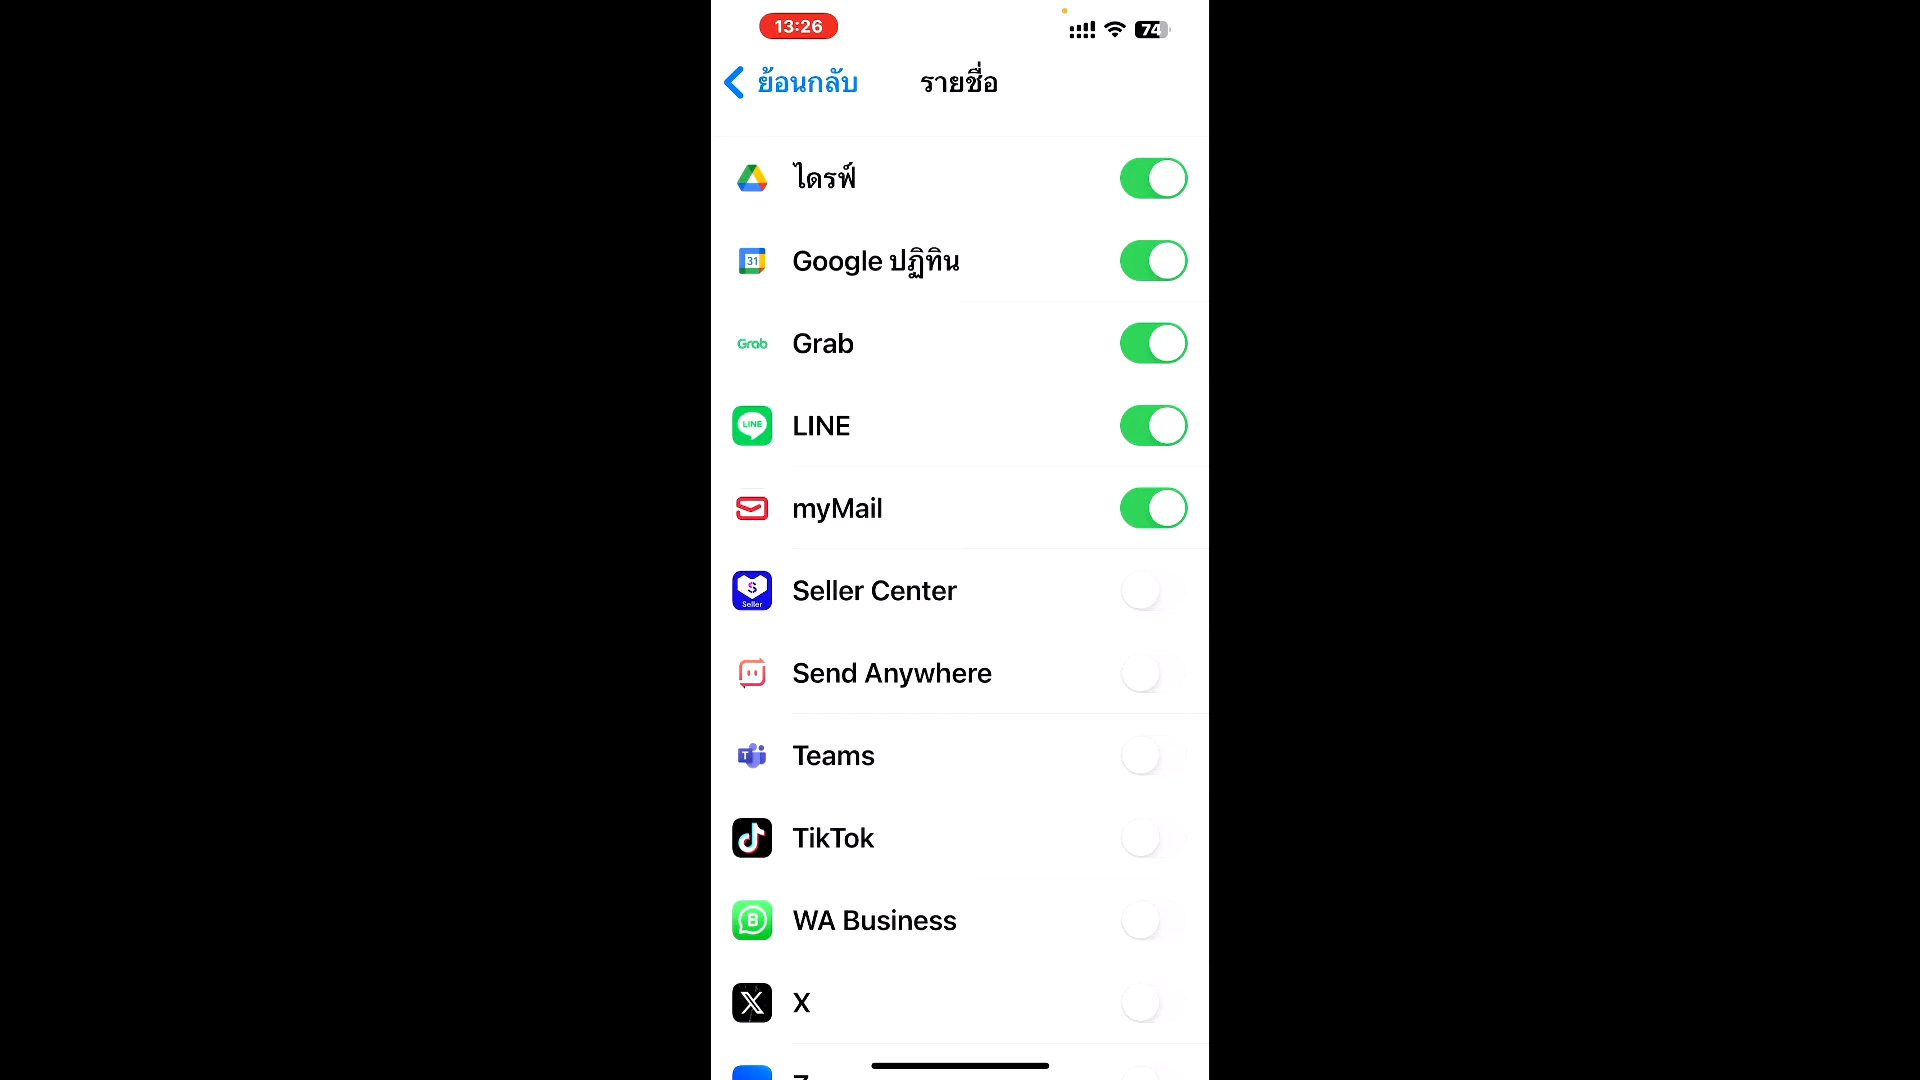 13:26
74
ย้อนกลับ
รายชื่อ
ไดรฟ์
31
Google ปฏิทิน
Grab
Grab
LINE
LINE
myMail
S
Seller
Seller Center
Send Anywhere
T
Teams
TikTok
B
WA Business
X
X